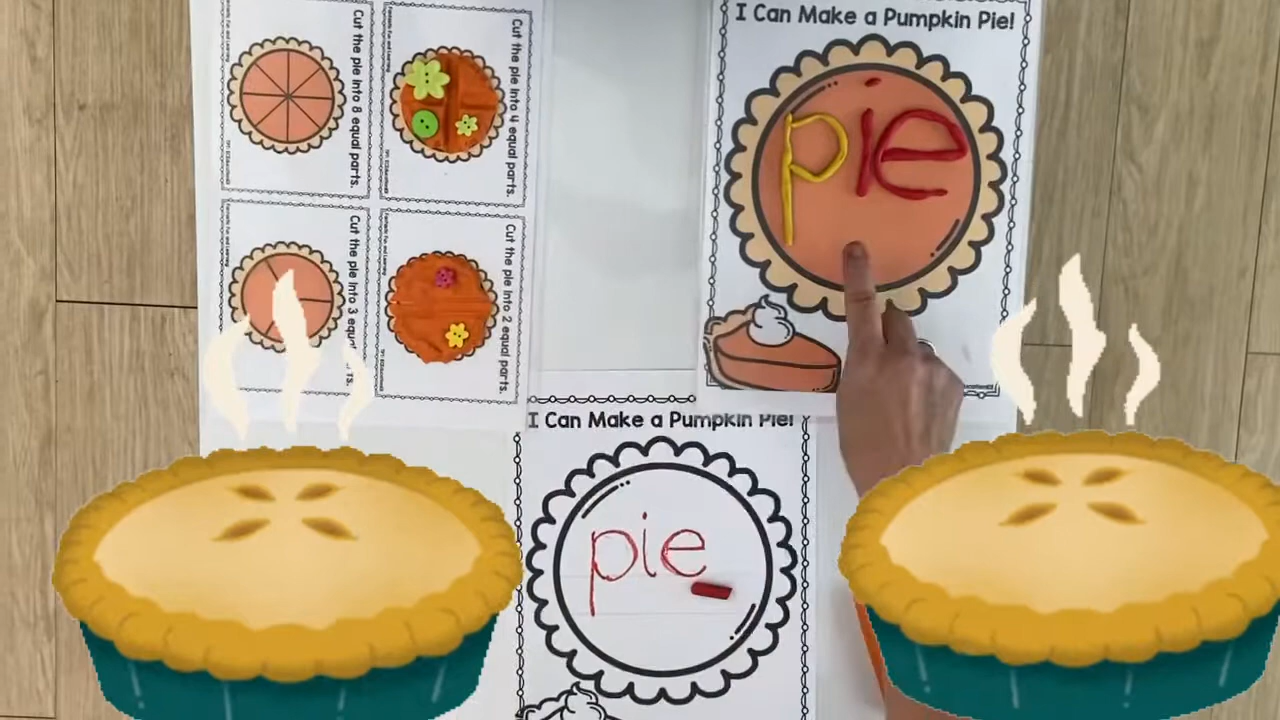 Cut the pie into 8 equal parts.
Cut the pie into 4 equal parts.
Cut the pie into 3 equal parts.
Cut the pie into 2 equal parts.
I Can Make a Pumpkin Pie!
pie
I Can Make a Pumpkin Pie!
pie